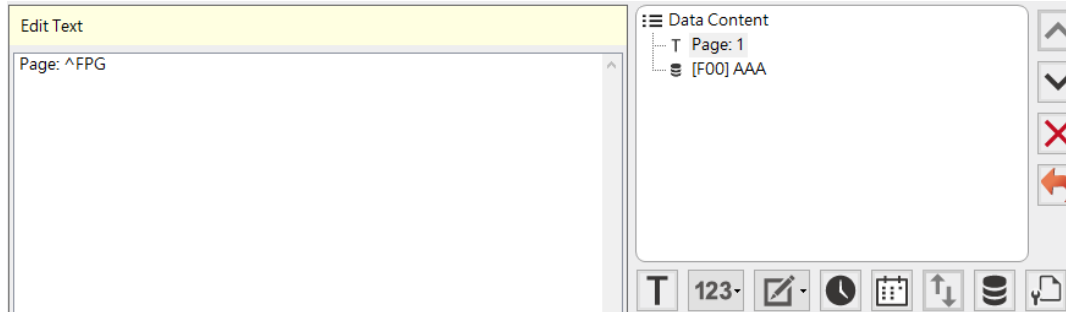 Edit Text
Page: ^FPG
Data Content
T Page: 1
[F00] AAA
T 123